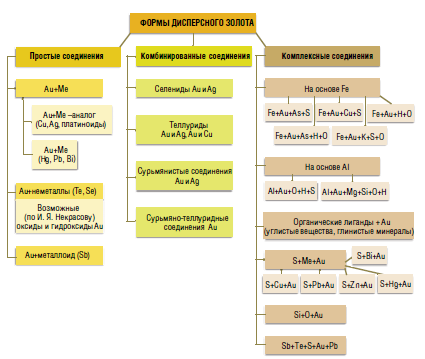 ФОРМЫ ДИСПЕРСНОГО ЗОЛОТА
Простые соединения
Au+Me
Au+Me –аналог
(Cu, Ag, платиноиды)
Au+Me
(Hg, Pb, Bi)
Au+неметаллы (Te, Se)
Возможные
(по И. Я. Некрасову)
оксиды и гидроксиды Au
Au+металлоид (Sb)
Комбинированные соединения
Селениды Au и Ag
Теллуриды
Au и Ag, Au и Cu
Сурьмянистые соединения
Au и Ag
Сурьмяно-теллуридные
соединения Au
Комплексные соединения
На основе Fe
Fe+Au+As+S
Fe+Au+Cu+S
Fe+Au+H+O
Fe+Au+As+H+O
Fe+Au+K+S+O
На основе Al
Al+Au+O+H+S
Al+Au+Mg+Si+O+H
Органические лиганды + Au
(углистые вещества, глинистые минералы)
S+Me+Au
S+Bi+Au
S+Cu+Au
S+Pb+Au
S+Zn+Au
S+Hg+Au
Si+O+Au
Sb+Te+S+Au+Pb